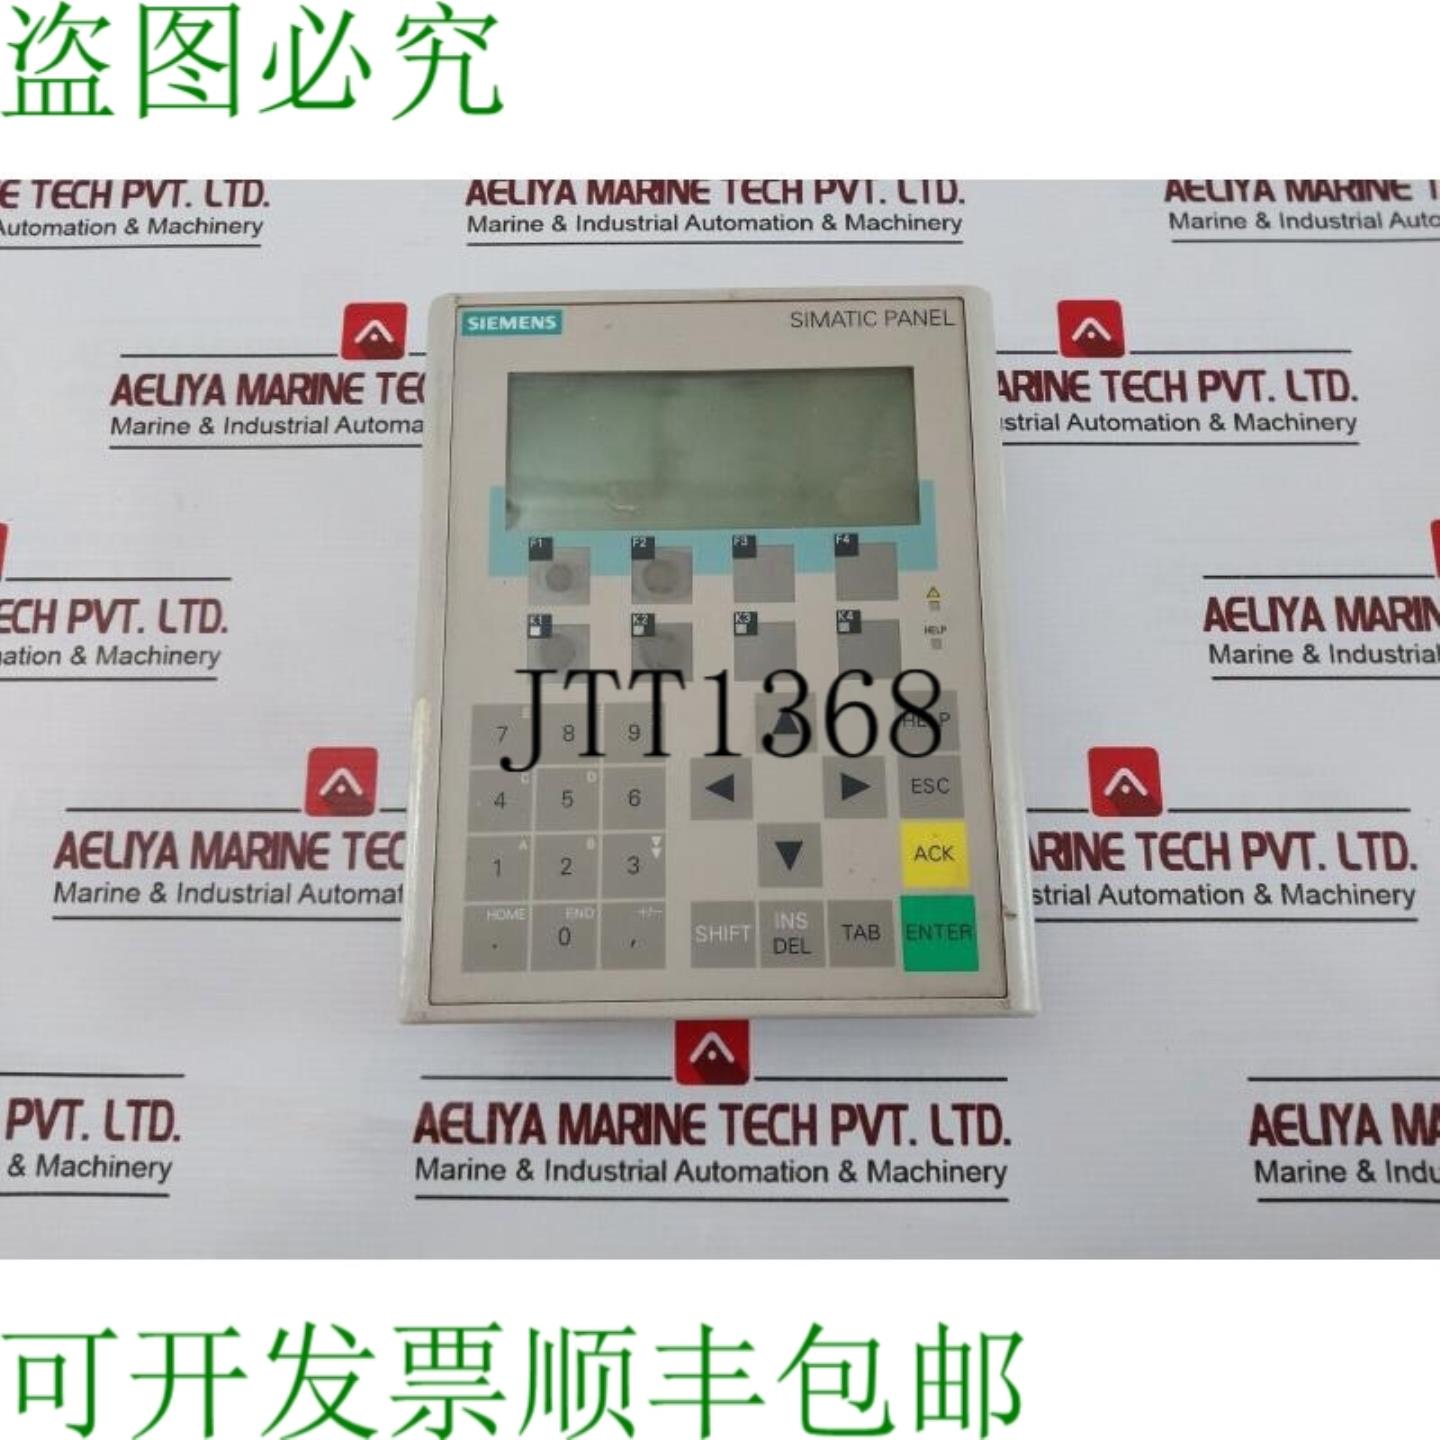 盗图必究
E TECH PVT. LTD.
Automation & Machinery
AELIYA MARINE TECH PVT. LTD.
Marine & Industrial Automation & Machinery
AELIYA MARINE T
Marine & Industrial Auto
AELIYA MARINE TEC
Marine & Industrial Automa
ARINE TECH PVT. LTD.
strial Automation & Machinery
SIEMENS
SIMATIC PANEL
F1
F2
F3
F4
K1
K2
K3
K4
HELP
ECH PVT. LTD.
ation & Machinery
AELIYA MARIN
Marine & Industrial
JTT1368
7 8 9
HELP
C D
4 5 6
ESC
A B
1 2 3
ACK
HOME END +/-
. 0 ,
SHIFT
INS
DEL
TAB
ENTER
AELIYA MARINE TEC
Marine & Industrial Automat
ARINE TECH PVT. LTD.
strial Automation & Machinery
PVT. LTD.
& Machinery
AELIYA MARINE TECH PVT. LTD.
Marine & Industrial Automation & Machinery
AELIYA MA
Marine & Indu
可开发票顺丰包邮